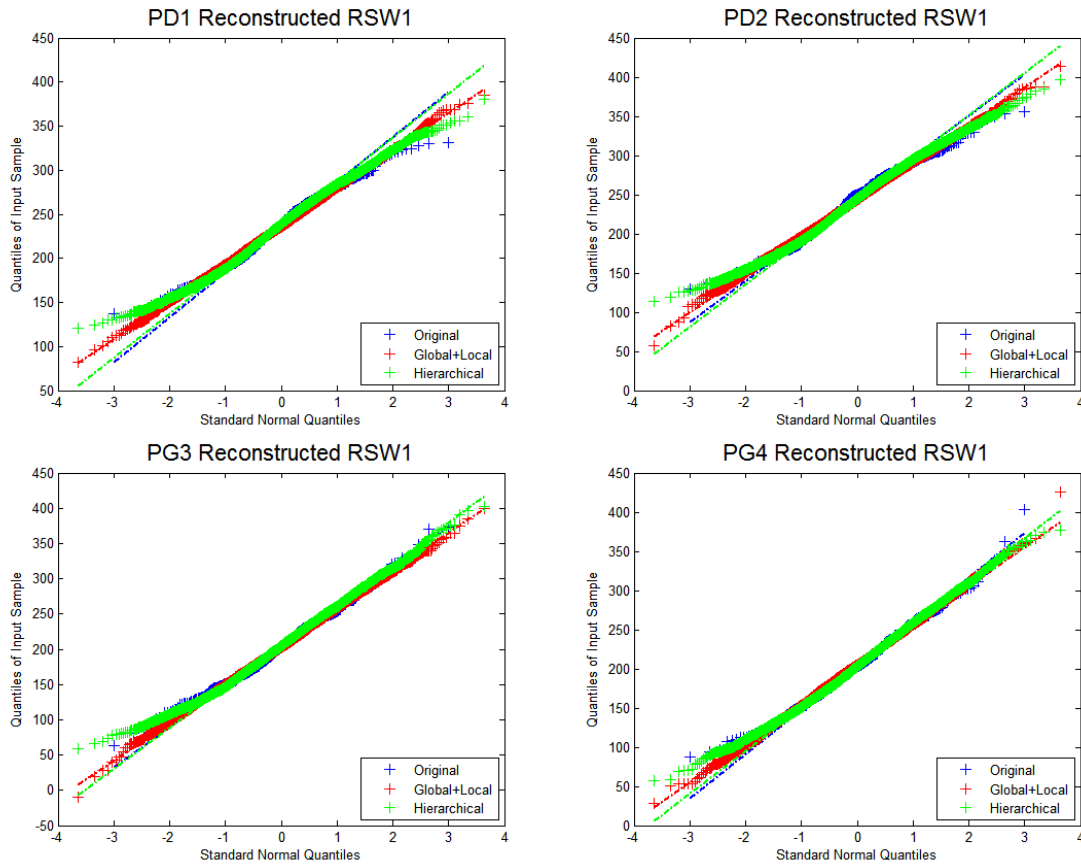 PD1 Reconstructed RSW1
450
400
350
300
250
200
150
100
50
Quantiles of Input Sample
-4 -3 -2 -1 0 1 2 3 4
Standard Normal Quantiles
Original
Global+Local
Hierarchical
PD2 Reconstructed RSW1
450
400
350
300
250
200
150
100
50
0
Quantiles of Input Sample
-4 -3 -2 -1 0 1 2 3 4
Standard Normal Quantiles
Original
Global+Local
Hierarchical
PG3 Reconstructed RSW1
450
400
350
300
250
200
150
100
50
0
-50
Quantiles of Input Sample
-4 -3 -2 -1 0 1 2 3 4
Standard Normal Quantiles
Original
Global+Local
Hierarchical
PG4 Reconstructed RSW1
450
400
350
300
250
200
150
100
50
0
Quantiles of Input Sample
-4 -3 -2 -1 0 1 2 3 4
Standard Normal Quantiles
Original
Global+Local
Hierarchical